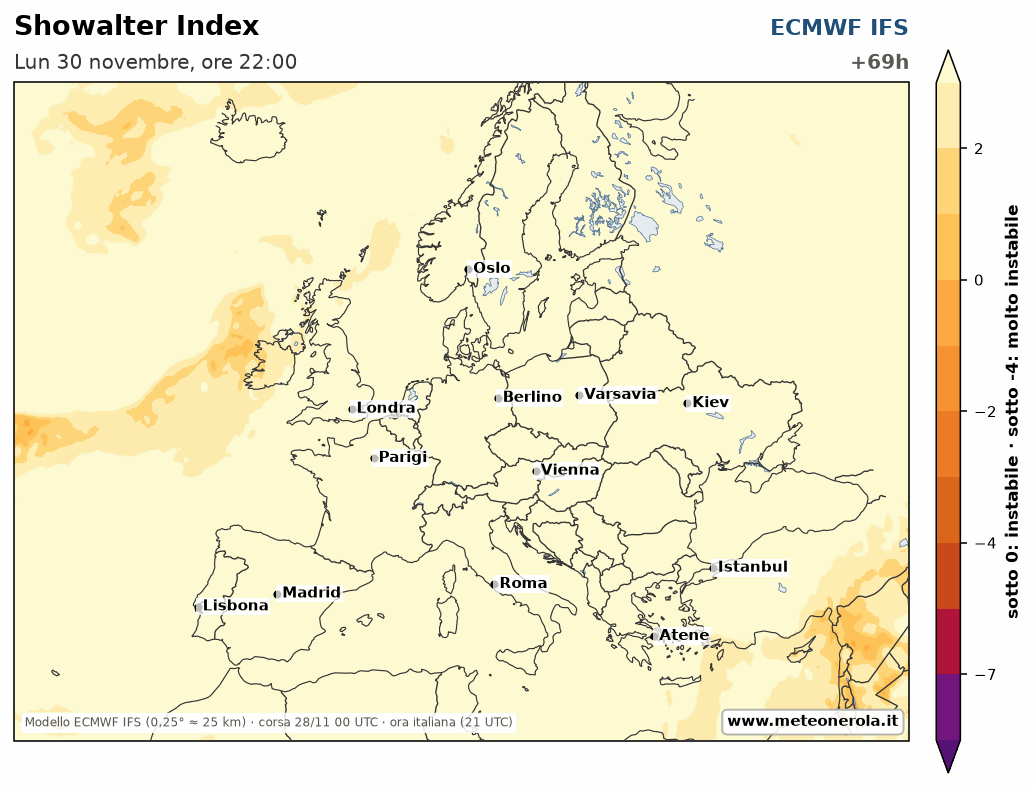 Showalter Index
ECMWF IFS
Lun 30 novembre, ore 22:00
+69h
Oslo
Londra
Berlino
Varsavia
Kiev
Parigi
Vienna
Istanbul
Roma
Madrid
Lisbona
Atene
2
0
−2
−4
−7
sotto 0: instabile · sotto -4: molto instabile
Modello ECMWF IFS (0,25° ≈ 25 km) · corsa 28/11 00 UTC · ora italiana (21 UTC)
www.meteonerola.it